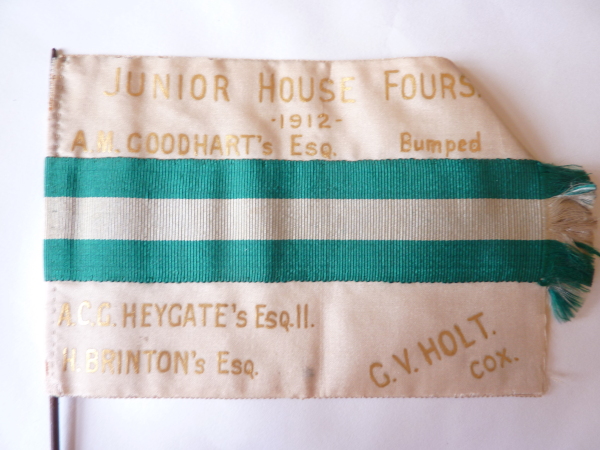 JUNIOR HOUSE FOURS.
-1912-
A.M. GOODHART's Esq. Bumped
A.C.G. HEYGATE's Esq. II.
H. BRINTON's Esq.
G.V. HOLT.
COX.